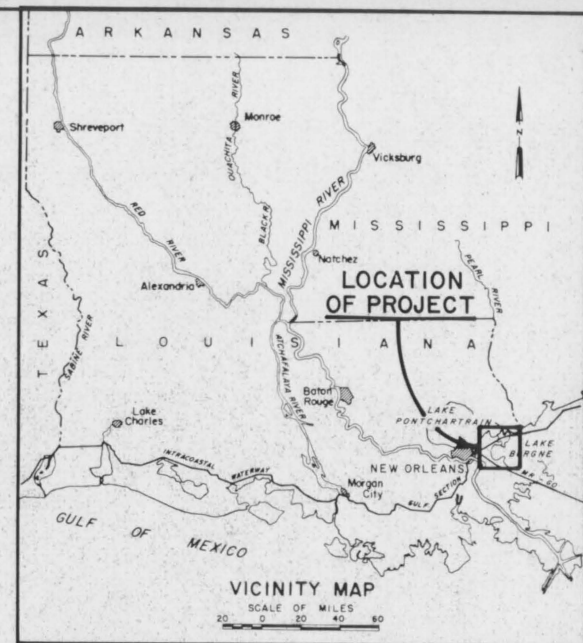 ARKANSAS
Shreveport
Monroe
OUACHITA RIVER
Vicksburg
N
RED RIVER
BLACK R.
MISSISSIPPI RIVER
MISSISSIPPI
Natchez
PEARL RIVER
LOCATION
OF PROJECT
Alexandria
TEXAS
SABINE RIVER
LOUISIANA
ATCHAFALAYA RIVER
Baton
Rouge
LAKE
PONTCHARTRAIN
Lake
Charles
LAKE
BORGNE
NEW ORLEANS
MR-GO
INTRACOASTAL WATERWAY
Morgan
City
GULF SECTION
GULF OF MEXICO
VICINITY MAP
SCALE OF MILES
20 0 20 40 60